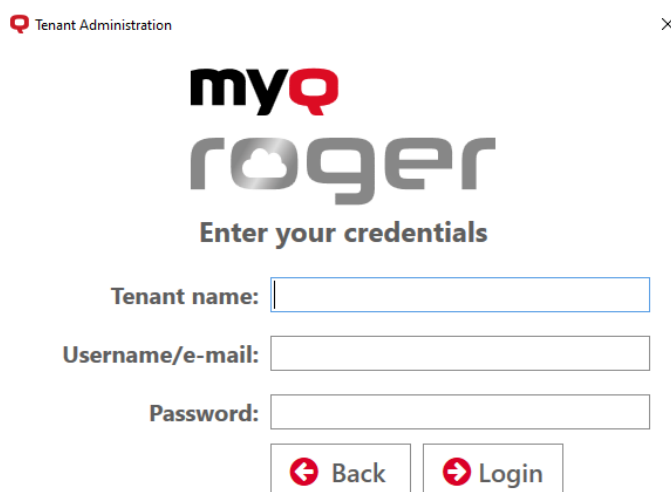 Tenant Administration
myQ
roger
Enter your credentials
Tenant name:
Username/e-mail:
Password:
Back Login